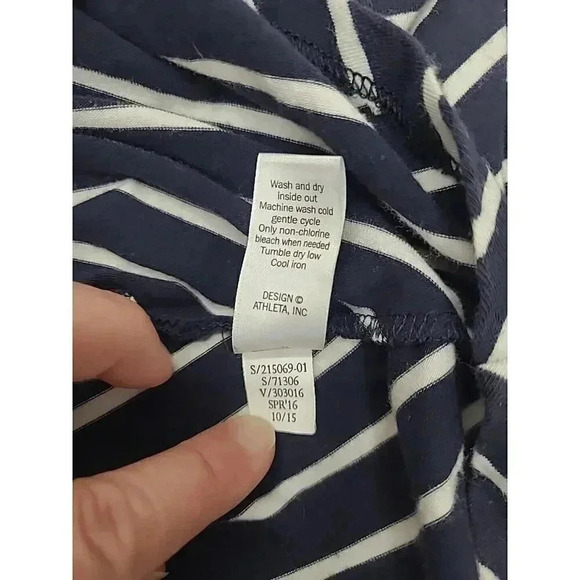 Wash and dry
inside out
Machine wash cold
gentle cycle
Only non-chlorine
bleach when needed
Tumble dry low
Cool iron
DESIGN ©
ATHLETA, INC
S/215069-01
S/71306
V/303016
SPR'16
10/15